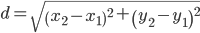 d = √((x₂ − x₁)² + (y₂ − y₁)²)